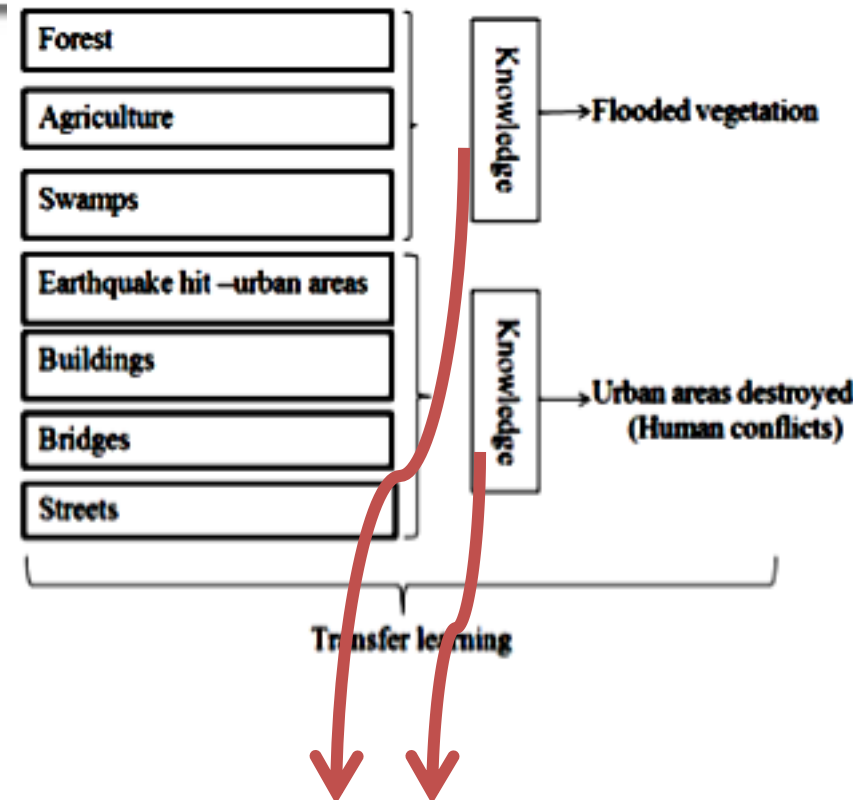 Forest
Agriculture
Swamps
Knowledge
Flooded vegetation
Earthquake hit –urban areas
Buildings
Bridges
Streets
Knowledge
Urban areas destroyed
(Human conflicts)
Transfer learning